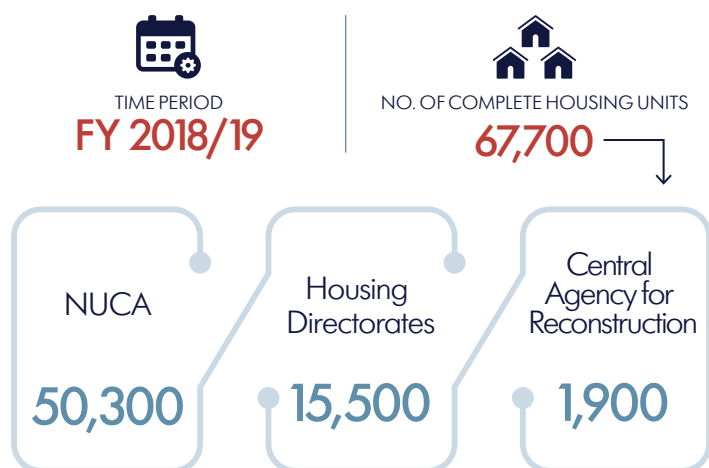 TIME PERIOD
FY 2018/19
NO. OF COMPLETE HOUSING UNITS
67,700
NUCA
50,300
Housing
Directorates
15,500
Central
Agency for
Reconstruction
1,900